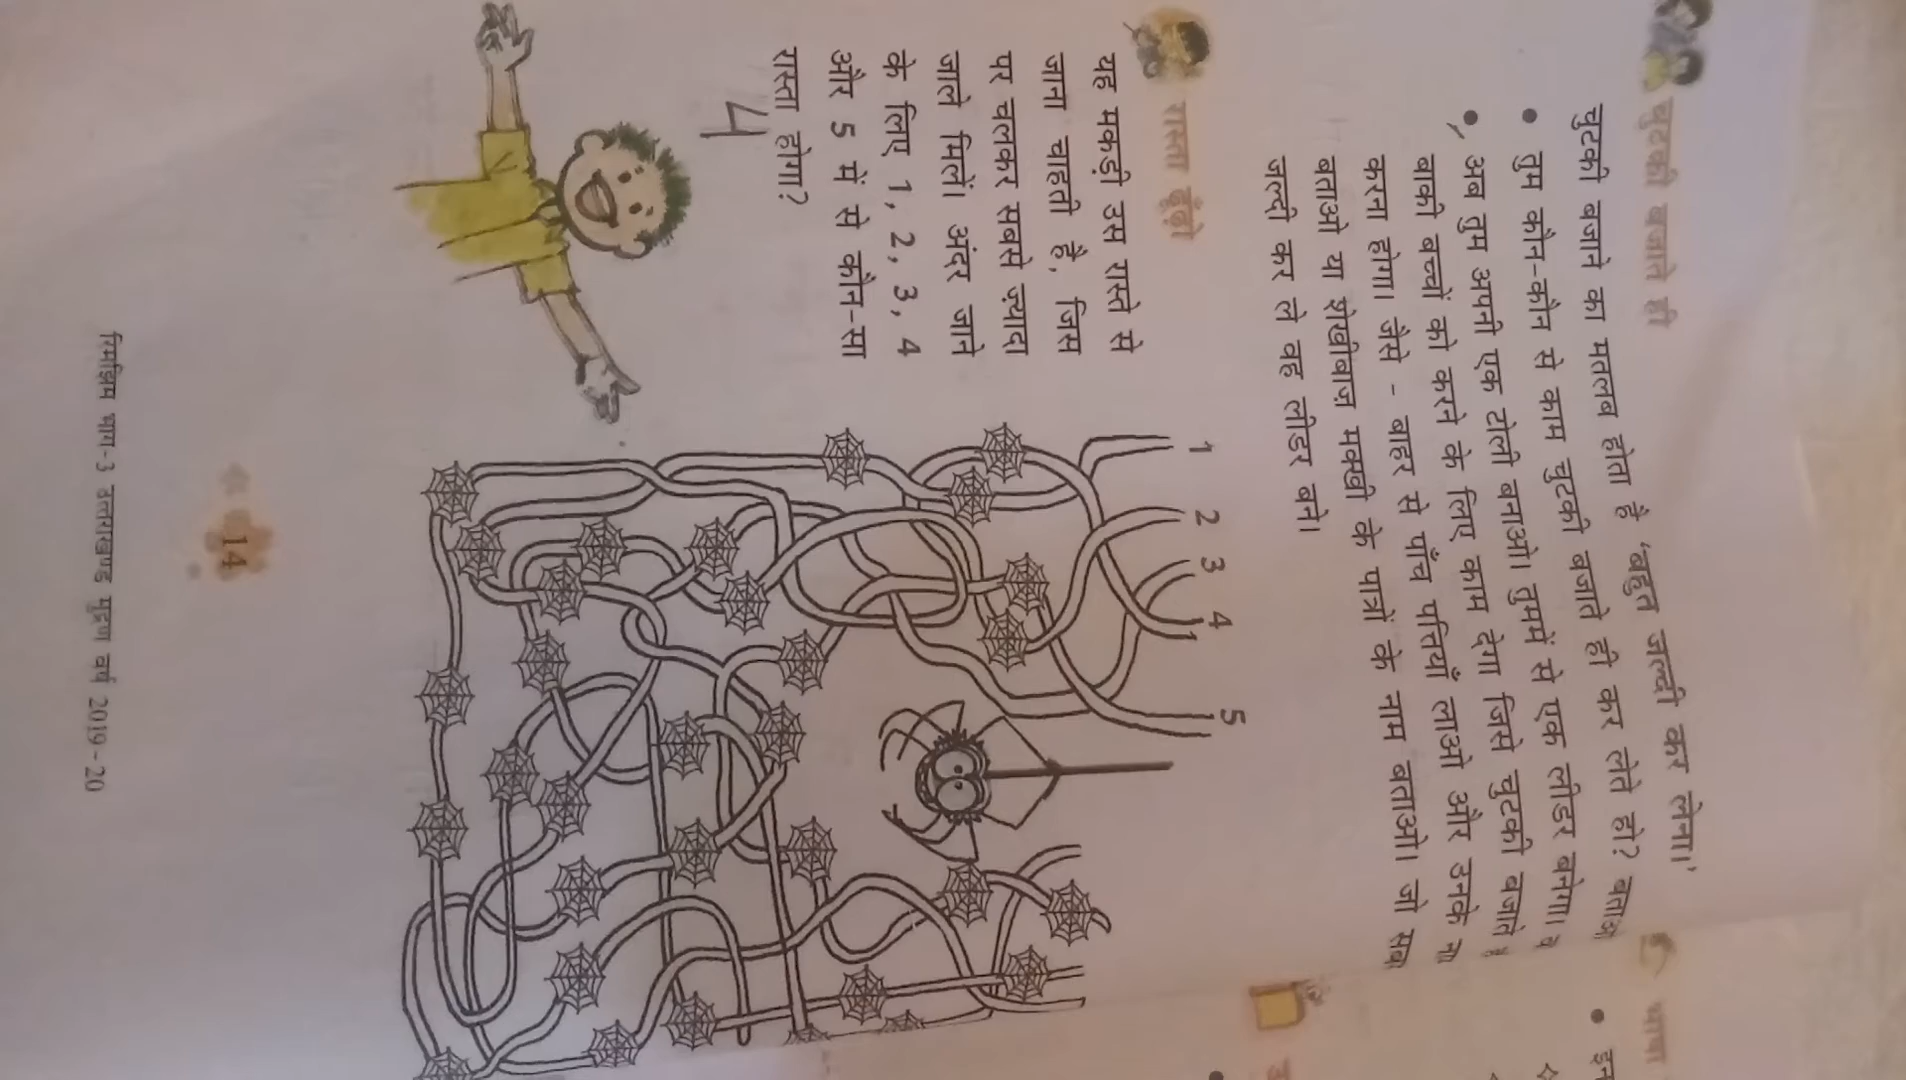 चुटकी बजाते ही
चुटकी बजाने का मतलब होता है ‘बहुत जल्दी कर लेना।’
• तुम कौन-कौन से काम चुटकी बजाते ही कर लेते हो? बताओ
• अब तुम अपनी एक टोली बनाओ। तुममें से एक लीडर बनेगा।
बाकी बच्चों को करने के लिए काम देगा जिसे चुटकी बजाते
करना होगा। जैसे - बाहर से पाँच पत्तियाँ लाओ और उनके
बताओ या शेखीबाज़ मक्खी के पात्रों के नाम बताओ। जो सबसे
जल्दी कर ले वह लीडर बने।
रास्ता ढूँढ़ो
यह मकड़ी उस रास्ते से
जाना चाहती है, जिस
पर चलकर सबसे ज़्यादा
जाले मिलें। अंदर जाने
के लिए 1, 2, 3, 4
और 5 में से कौन-सा
रास्ता होगा?
4
1 2 3 4 5
14
रिमझिम भाग-3 उत्तराखण्ड मुद्रण वर्ष 2019-20